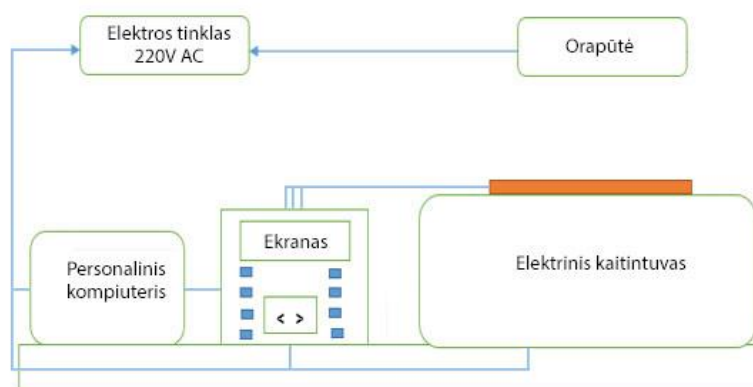 Elektros tinklas
220V AC
Orapūtė
Ekranas
Personalinis
kompiuteris
< >
Elektrinis kaitintuvas